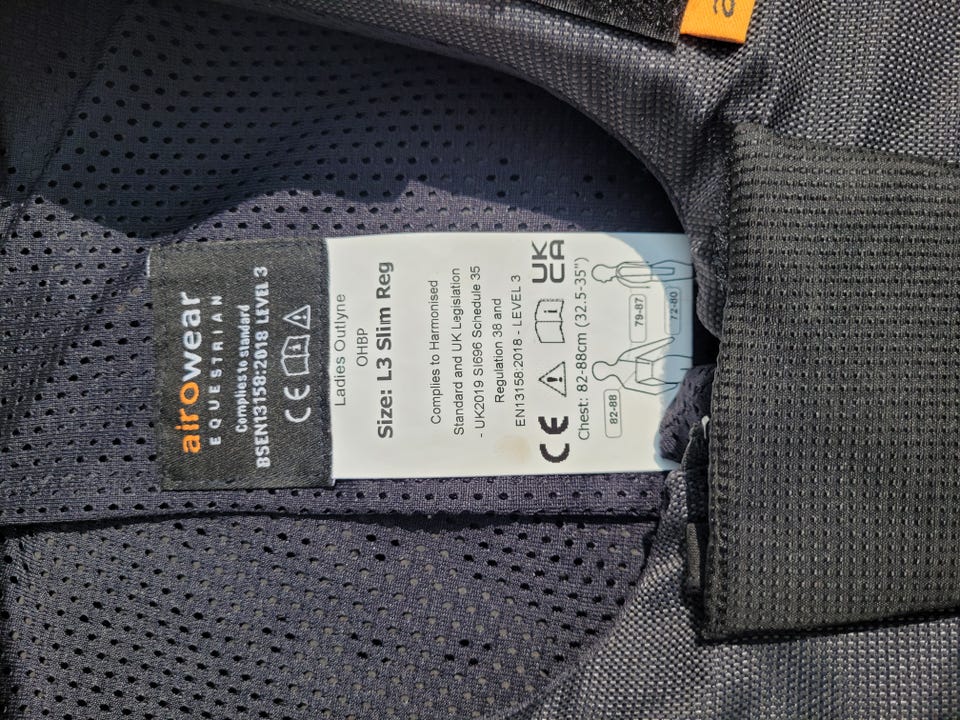 airowear
EQUESTRIAN
Complies to standard
BSEN13158:2018 LEVEL 3
CE
Ladies Outlyne
OHBP
Size: L3 Slim Reg
Complies to Harmonised
Standard and UK Legislation
- UK2019 SI696 Schedule 35
Regulation 38 and
EN13158:2018 - LEVEL 3
CE UK CA
Chest: 82-88cm (32.5-35")
82-88
79-87
72-80
a